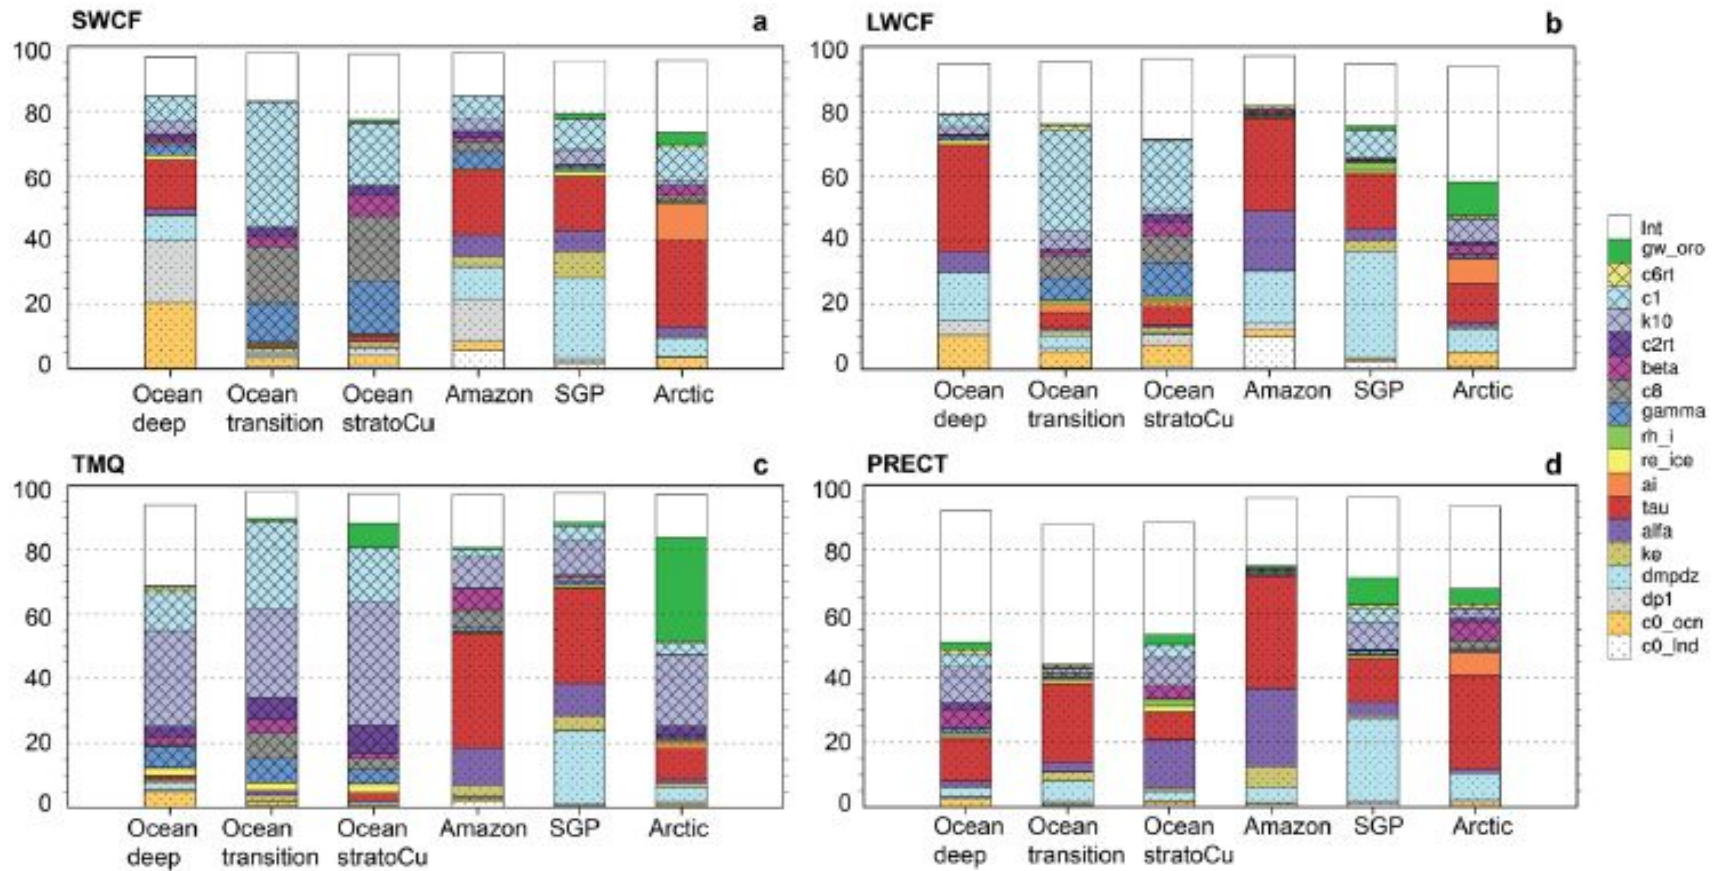 SWCF a
100
80
60
40
20
0
Ocean deep Ocean transition Ocean stratoCu Amazon SGP Arctic
LWCF b
100
80
60
40
20
0
Ocean deep Ocean transition Ocean stratoCu Amazon SGP Arctic
TMQ c
100
80
60
40
20
0
Ocean deep Ocean transition Ocean stratoCu Amazon SGP Arctic
PRECT d
100
80
60
40
20
0
Ocean deep Ocean transition Ocean stratoCu Amazon SGP Arctic
Int
gw_oro
c6rt
c1
k10
c2rt
beta
c8
gamma
rh_i
re_ice
ai
tau
alfa
ke
dmpdz
dp1
c0_ocn
c0_lnd